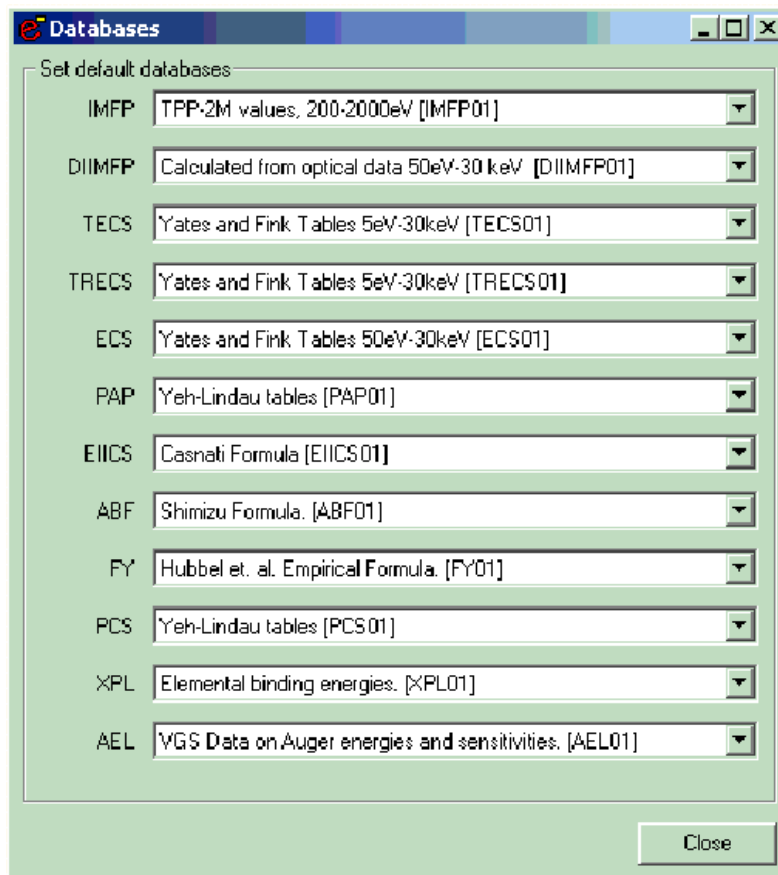 Databases
Set default databases
IMFP TPP-2M values, 200-2000eV [IMFP01]
DIIMFP Calculated from optical data 50eV-30 keV [DIIMFP01]
TECS Yates and Fink Tables 5eV-30keV [TECS01]
TRECS Yates and Fink Tables 5eV-30keV [TRECS01]
ECS Yates and Fink Tables 50eV-30keV [ECS01]
PAP Yeh-Lindau tables [PAP01]
EIICS Casnati Formula [EIICS01]
ABF Shimizu Formula. [ABF01]
FY Hubbel et. al. Empirical Formula. [FY01]
PCS Yeh-Lindau tables [PCS01]
XPL Elemental binding energies. [XPL01]
AEL VGS Data on Auger energies and sensitivities. [AEL01]
Close